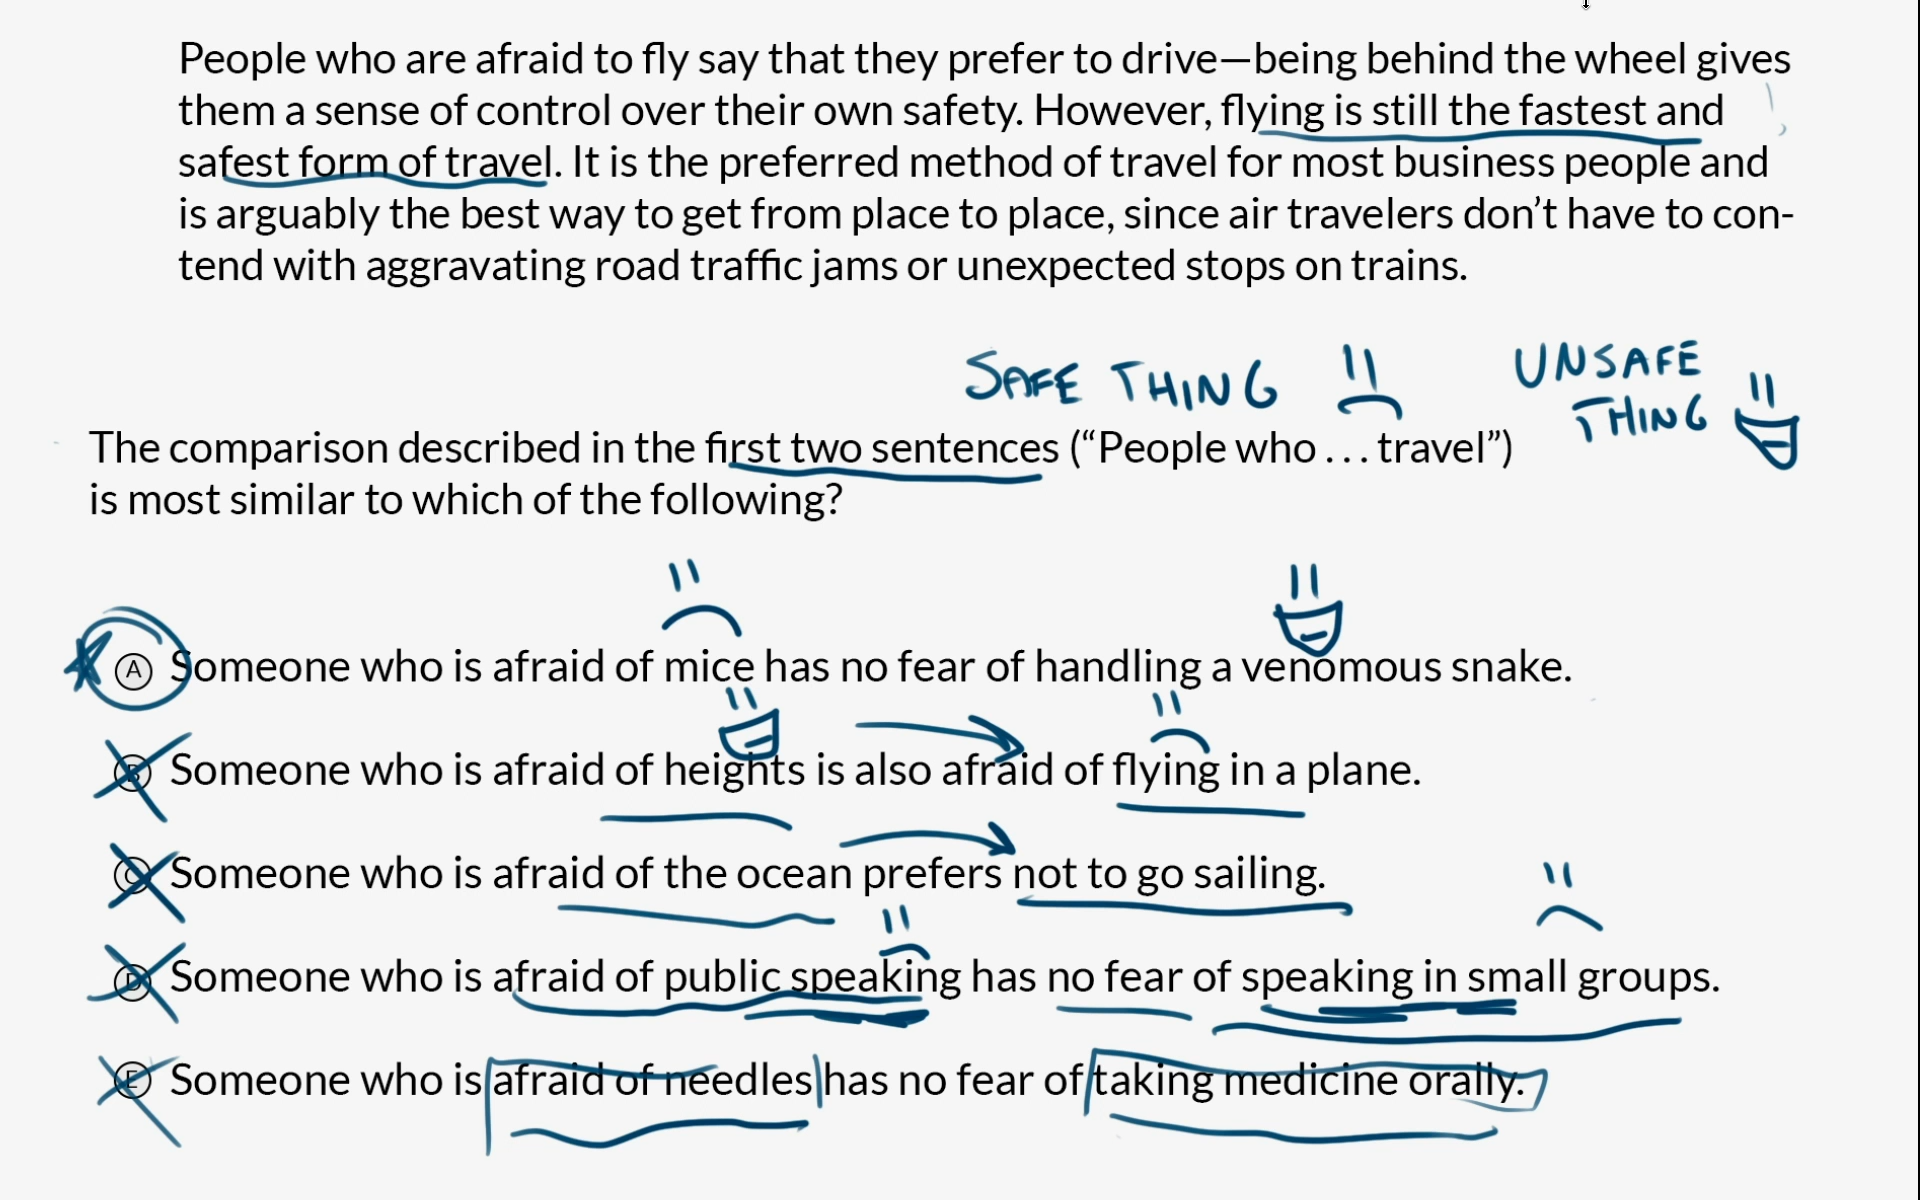 People who are afraid to fly say that they prefer to drive—being behind the wheel gives
them a sense of control over their own safety. However, flying is still the fastest and
safest form of travel. It is the preferred method of travel for most business people and
is arguably the best way to get from place to place, since air travelers don’t have to con-
tend with aggravating road traffic jams or unexpected stops on trains.
SAFE THING
UNSAFE
THING
The comparison described in the first two sentences (“People who . . . travel”)
is most similar to which of the following?
A Someone who is afraid of mice has no fear of handling a venomous snake.
B Someone who is afraid of heights is also afraid of flying in a plane.
C Someone who is afraid of the ocean prefers not to go sailing.
D Someone who is afraid of public speaking has no fear of speaking in small groups.
E Someone who is afraid of needles has no fear of taking medicine orally.